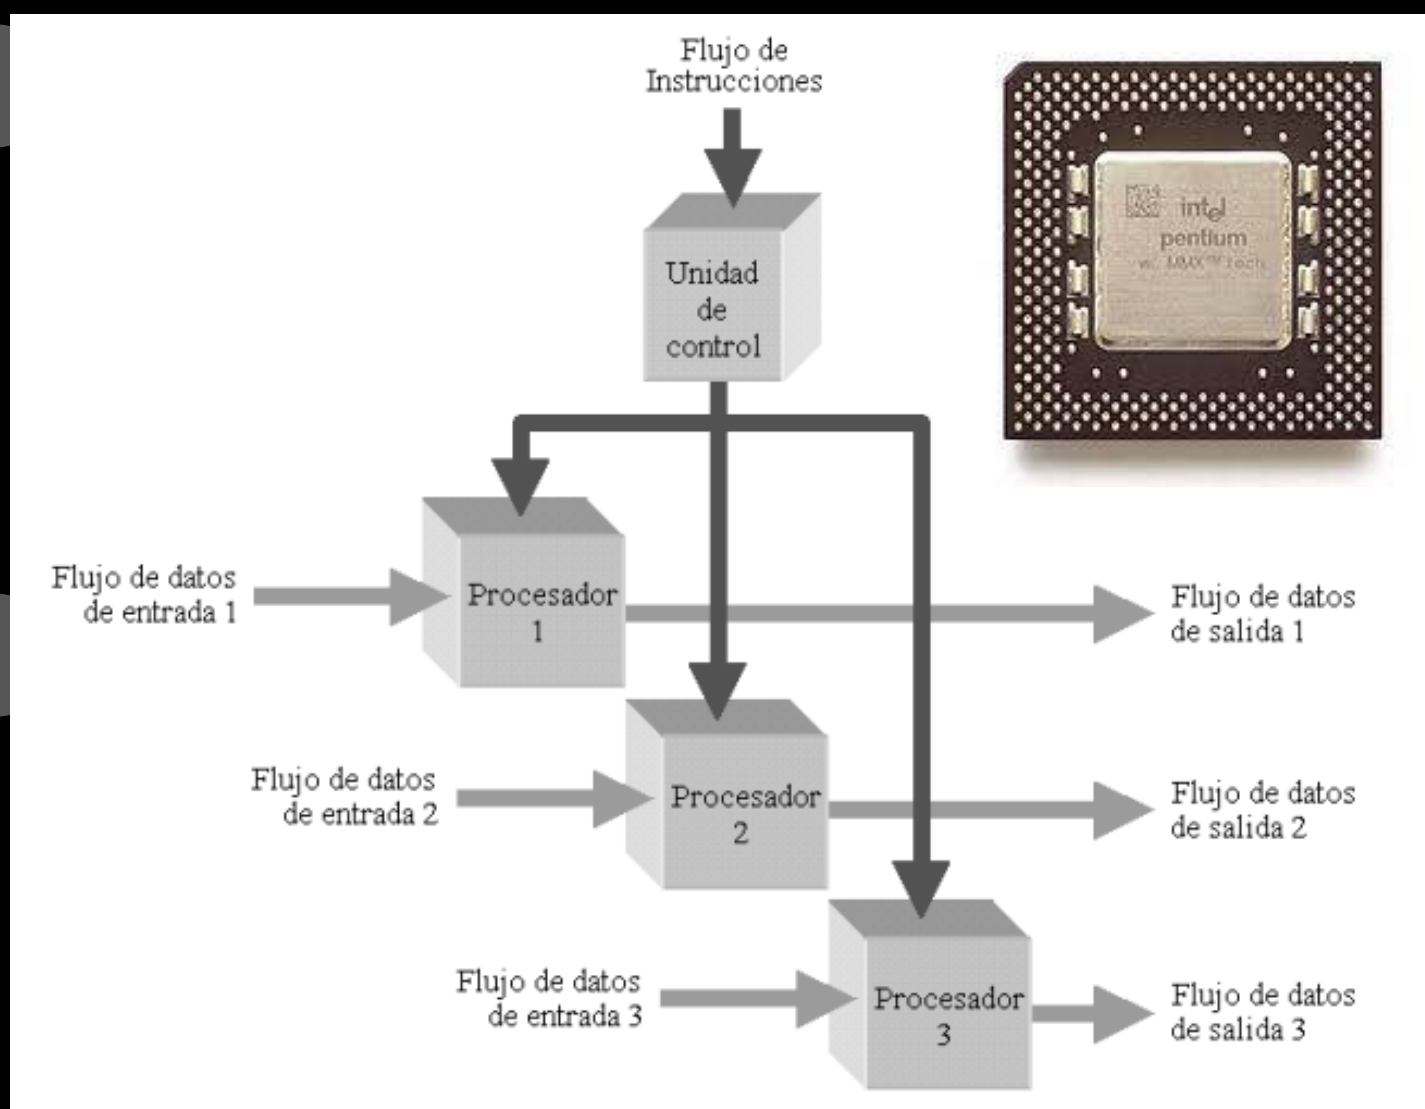 Flujo de
Instrucciones
intel
pentium
w/ MMX™ tech
Unidad
de
control
Flujo de datos
de entrada 1
Procesador
1
Flujo de datos
de salida 1
Flujo de datos
de entrada 2
Procesador
2
Flujo de datos
de salida 2
Flujo de datos
de entrada 3
Procesador
3
Flujo de datos
de salida 3